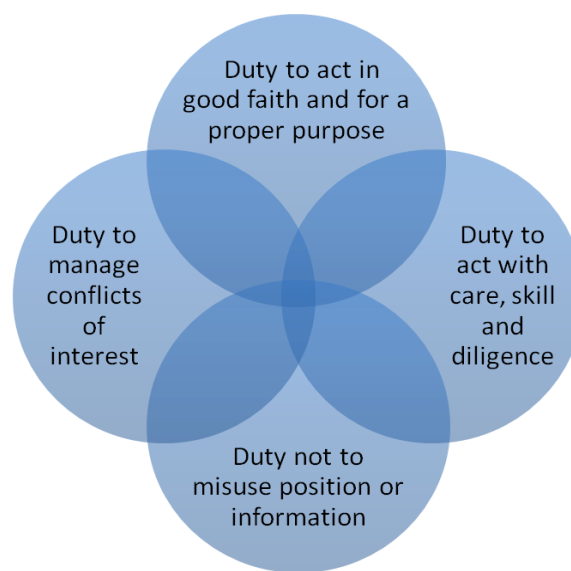 Duty to act in
good faith and for a
proper purpose
Duty to
manage
conflicts
of
interest
Duty to
act with
care, skill
and
diligence
Duty not to
misuse position or
information